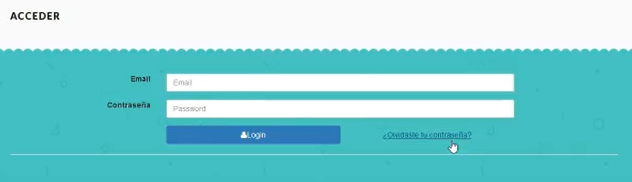 ACCEDER
Email Email
Contraseña Password
Login ¿Olvidaste tu contraseña?